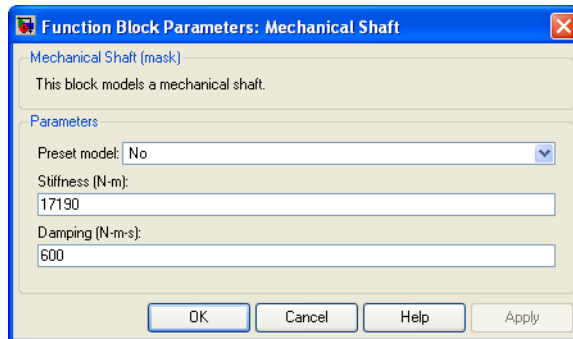 Function Block Parameters: Mechanical Shaft
Mechanical Shaft (mask)
This block models a mechanical shaft.
Parameters
Preset model: No
Stiffness (N-m):
17190
Damping (N-m-s):
600
OK Cancel Help Apply